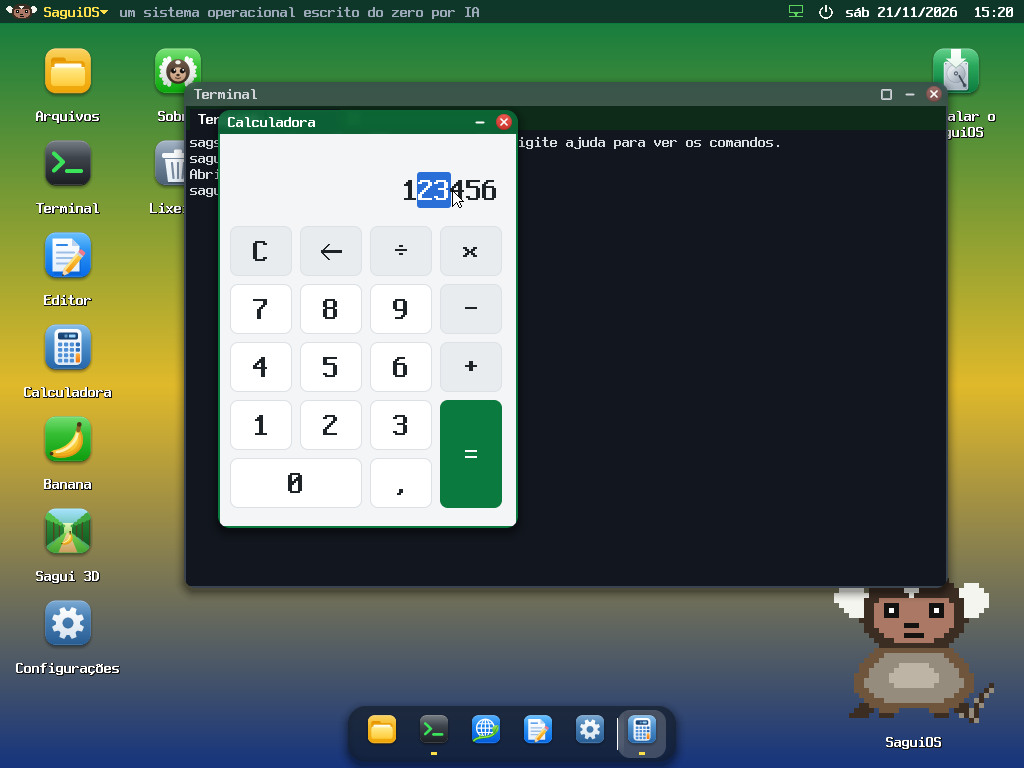 SaguiOS um sistema operacional escrito do zero por IA sáb 21/11/2026 15:20
Arquivos
Terminal
Editor
Calculadora
Banana
Sagui 3D
Configurações
Terminal
igite ajuda para ver os comandos.
Calculadora
123456
C ← ÷ ×
7 8 9 −
4 5 6 +
1 2 3 =
0 ,
SaguiOS